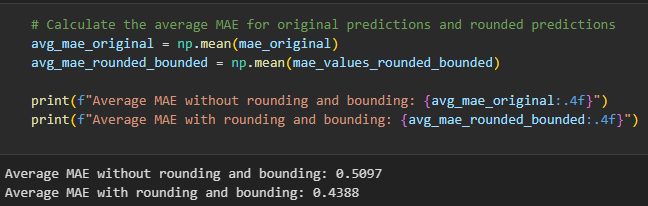 # Calculate the average MAE for original predictions and rounded predictions
avg_mae_original = np.mean(mae_original)
avg_mae_rounded_bounded = np.mean(mae_values_rounded_bounded)
print(f"Average MAE without rounding and bounding: {avg_mae_original:.4f}")
print(f"Average MAE with rounding and bounding: {avg_mae_rounded_bounded:.4f}")
Average MAE without rounding and bounding: 0.5097
Average MAE with rounding and bounding: 0.4388